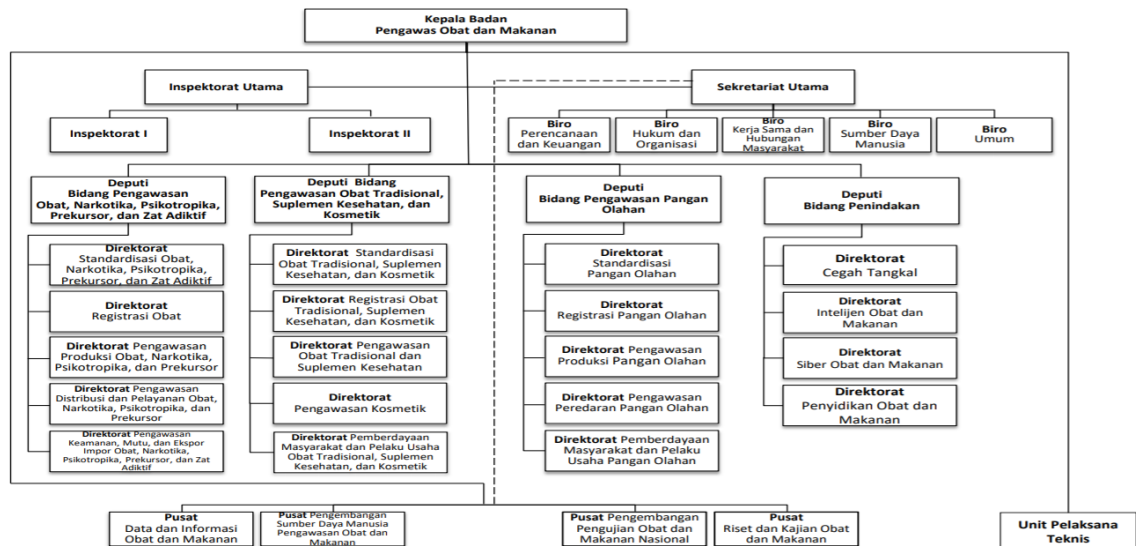 Kepala Badan
Pengawas Obat dan Makanan
Inspektorat Utama
Sekretariat Utama
Inspektorat I
Inspektorat II
Biro
Perencanaan
dan Keuangan
Biro
Hukum dan
Organisasi
Biro
Kerja Sama dan
Hubungan
Masyarakat
Biro
Sumber Daya
Manusia
Biro
Umum
Deputi
Bidang Pengawasan
Obat, Narkotika, Psikotropika,
Prekursor, dan Zat Adiktif
Direktorat
Standardisasi Obat,
Narkotika, Psikotropika,
Prekursor, dan Zat Adiktif
Direktorat
Registrasi Obat
Direktorat Pengawasan
Produksi Obat, Narkotika,
Psikotropika, dan Prekursor
Direktorat Pengawasan
Distribusi dan Pelayanan Obat,
Narkotika, Psikotropika, dan
Prekursor
Direktorat Pengawasan
Keamanan, Mutu, dan Ekspor
Impor Obat, Narkotika,
Psikotropika, Prekursor, dan Zat
Adiktif
Deputi Bidang
Pengawasan Obat Tradisional,
Suplemen Kesehatan, dan
Kosmetik
Direktorat Standardisasi
Obat Tradisional, Suplemen
Kesehatan, dan Kosmetik
Direktorat Registrasi Obat
Tradisional, Suplemen
Kesehatan, dan Kosmetik
Direktorat Pengawasan
Obat Tradisional dan
Suplemen Kesehatan
Direktorat
Pengawasan Kosmetik
Direktorat Pemberdayaan
Masyarakat dan Pelaku Usaha
Obat Tradisional, Suplemen
Kesehatan, dan Kosmetik
Deputi
Bidang Pengawasan Pangan
Olahan
Direktorat
Standardisasi
Pangan Olahan
Direktorat
Registrasi Pangan Olahan
Direktorat Pengawasan
Produksi Pangan Olahan
Direktorat Pengawasan
Peredaran Pangan Olahan
Direktorat Pemberdayaan
Masyarakat dan Pelaku
Usaha Pangan Olahan
Deputi
Bidang Penindakan
Direktorat
Cegah Tangkal
Direktorat
Intelijen Obat dan
Makanan
Direktorat
Siber Obat dan Makanan
Direktorat
Penyidikan Obat dan
Makanan
Pusat
Data dan Informasi
Obat dan Makanan
Pusat Pengembangan
Sumber Daya Manusia
Pengawasan Obat dan
Makanan
Pusat Pengembangan
Pengujian Obat dan
Makanan Nasional
Pusat
Riset dan Kajian Obat
dan Makanan
Unit Pelaksana
Teknis